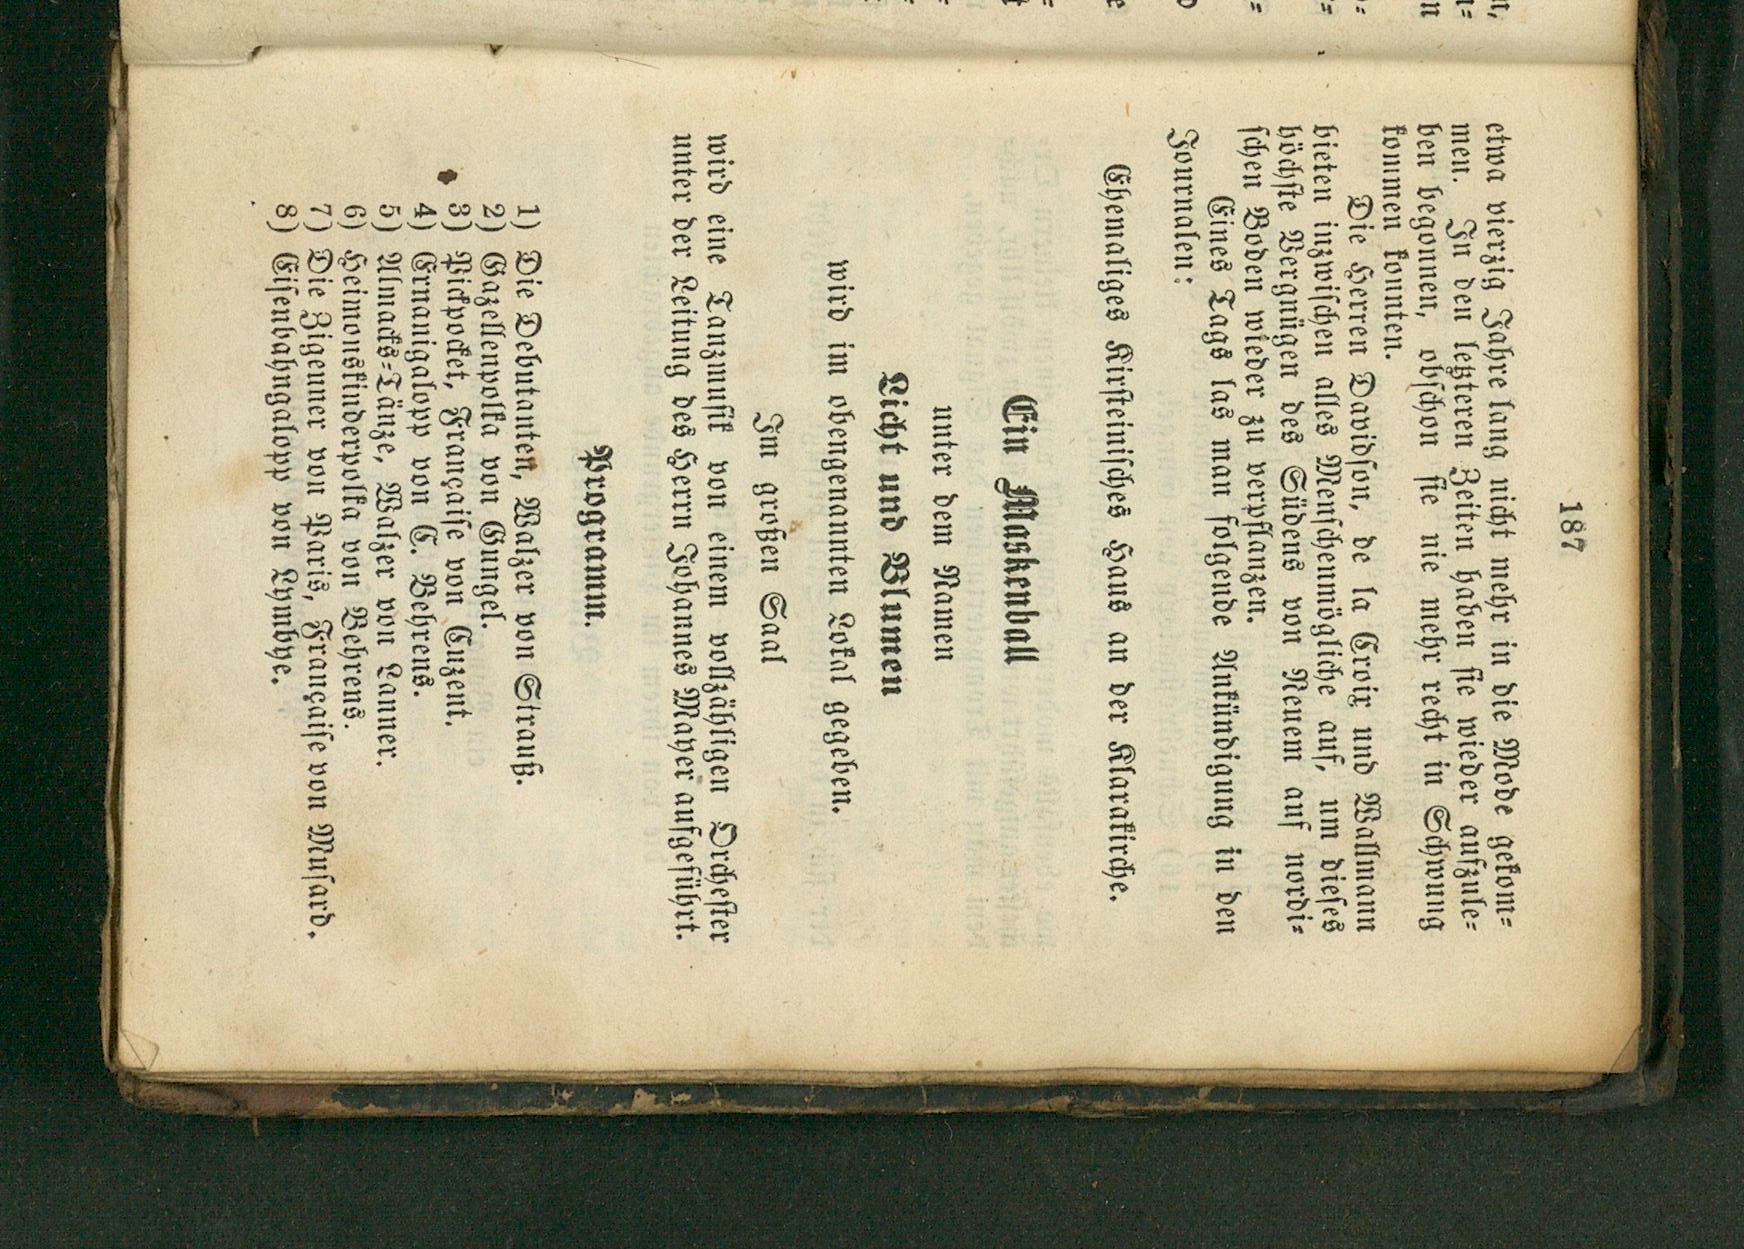 187
etwa vierzig Jahre lang nicht mehr in die Mode gekom-
men. In den letzteren Zeiten haben sie wieder aufzule-
ben begonnen, obschon sie nie mehr recht in Schwung
kommen konnten.
Die Herren Davidson, de la Croix und Wallmann
bieten inzwischen alles Menschenmögliche auf, um dieses
höchste Vergnügen des Südens von Neuem auf nordi-
schen Boden wieder zu verpflanzen.
Eines Tags las man folgende Ankündigung in den
Journalen:
Ehemaliges Kirsteinisches Haus an der Klarakirche.
Ein Maskenball
unter dem Namen
Licht und Blumen
wird im obengenannten Lokal gegeben.
Im großen Saal
wird eine Tanzmusik von einem vollzähligen Orchester
unter der Leitung des Herrn Johannes Mayer aufgeführt.
Programm.
1) Die Debutanten, Walzer von Strauß.
2) Gazellenpolka von Gungel.
3) Pickpocket, Française von Cuzent.
4) Ernanigalopp von C. Behrens.
5) Almacks-Tänze, Walzer von Lanner.
6) Heimonskinderpolka von Behrens.
7) Die Zigeuner von Paris, Française von Musard.
8) Eisenbahngalopp von Lymbye.